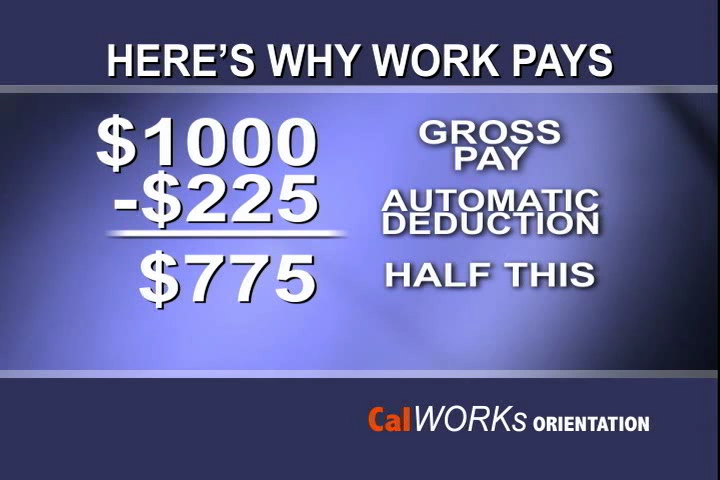 HERE'S WHY WORK PAYS
$1000 GROSS PAY
-$225 AUTOMATIC DEDUCTION
$775 HALF THIS
CalWORKs ORIENTATION